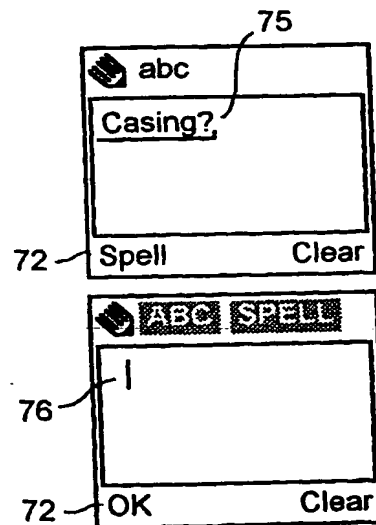 75
abc
Casing?
72 Spell Clear
ABC SPELL
76
72 OK Clear